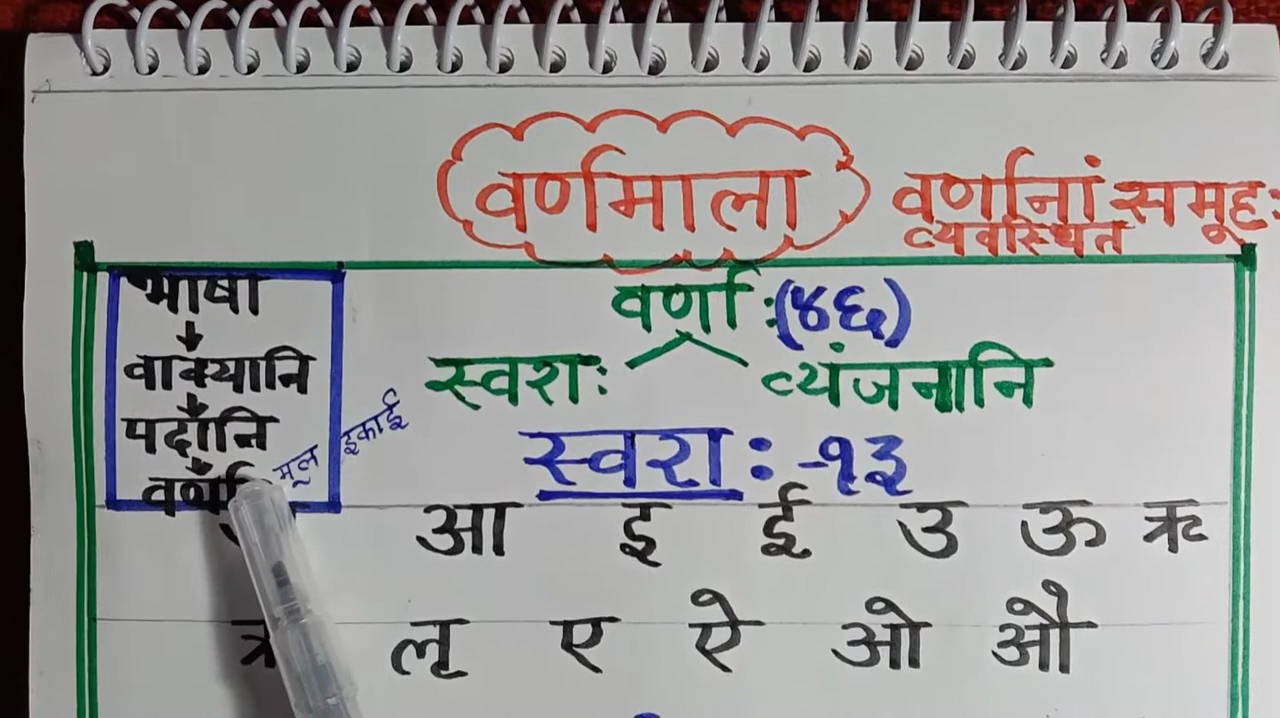 वर्णमाला वर्णानां समूहः
व्यवस्थित
भाषा
वाक्यानि
पदानि
मूल इकाई
वर्णाः (४६)
स्वराः व्यंजनानि
स्वराः -१३
आ इ ई उ ऊ ऋ
लृ ए ऐ ओ औ